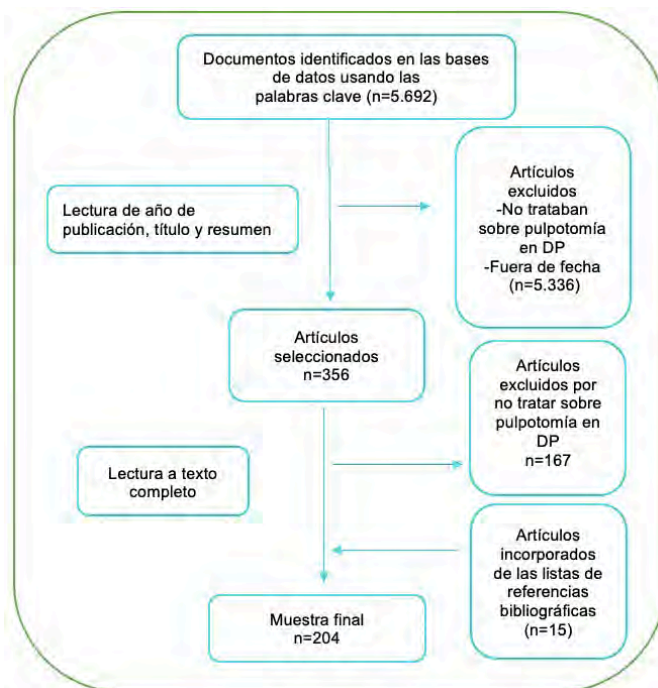 Documentos identificados en las bases
de datos usando las
palabras clave (n=5.692)
Lectura de año de
publicación, título y resumen
Artículos
excluidos
-No trataban
sobre pulpotomía
en DP
-Fuera de fecha
(n=5.336)
Artículos
seleccionados
n=356
Artículos
excluidos por
no tratar sobre
pulpotomía en
DP
n=167
Lectura a texto
completo
Artículos
incorporados
de las listas de
referencias
bibliográficas
(n=15)
Muestra final
n=204